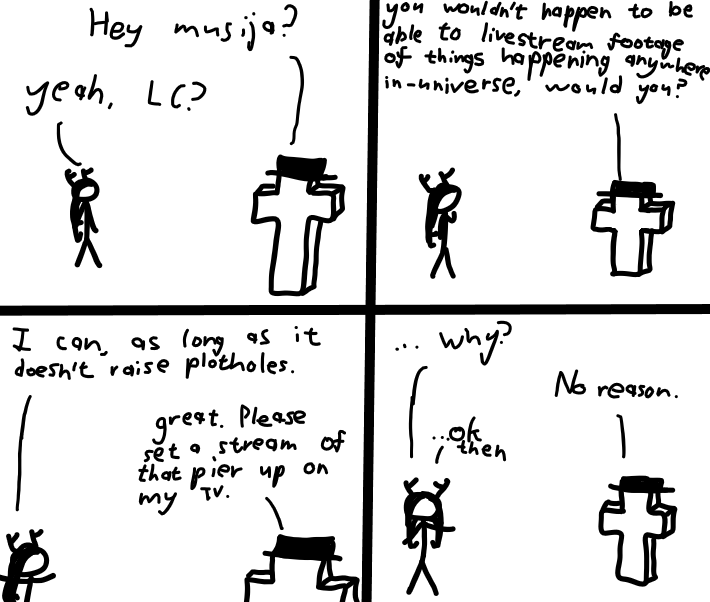 Hey musija?
yeah, LC?
you wouldn't happen to be
able to livestream footage
of things happening anywhere
in-universe, would you?
I can, as long as it
doesn't raise plotholes.
great. Please
set a stream of
that pier up on
my TV.
... why?
No reason.
...ok
then